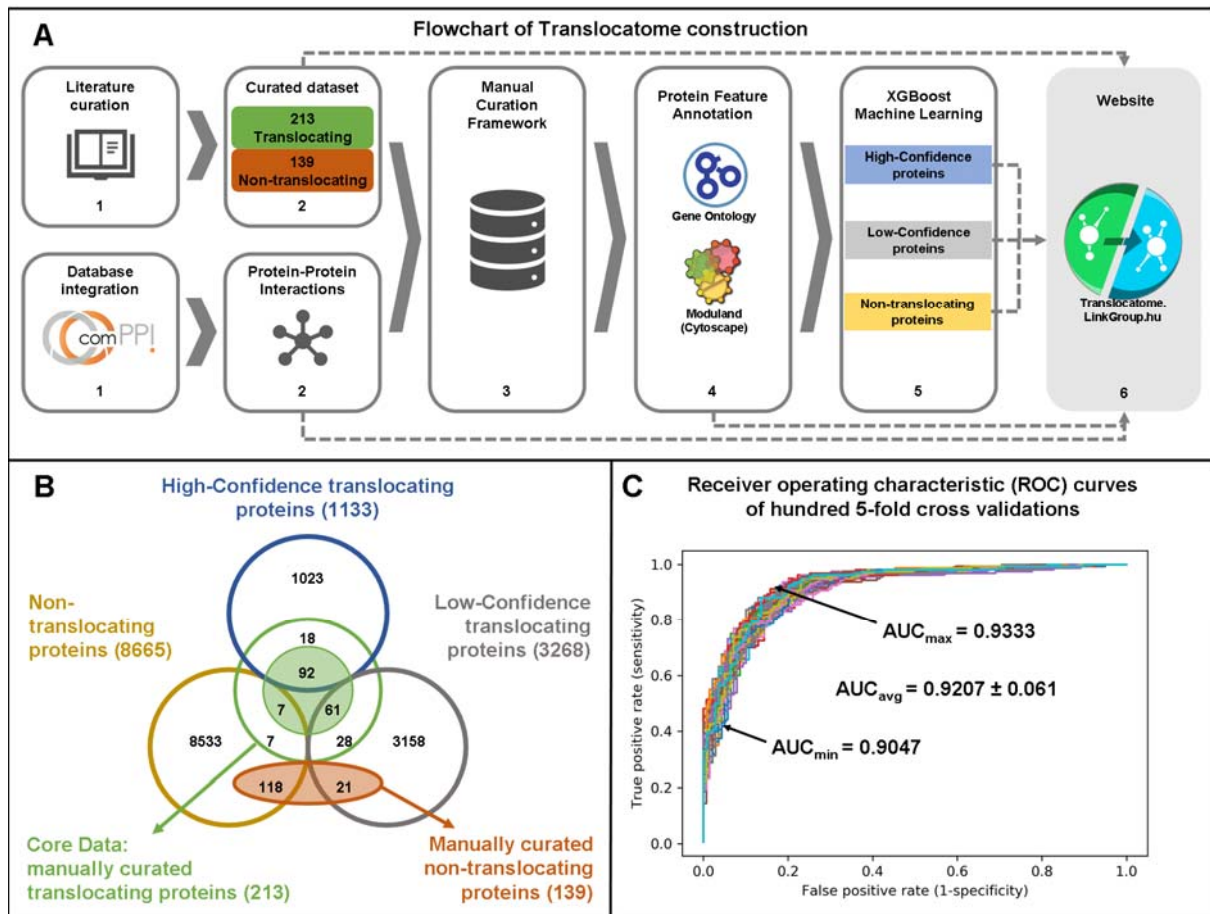 A
Flowchart of Translocatome construction
Literature
curation
1
Curated dataset
213
Translocating
139
Non-translocating
2
Database
integration
comPPI
1
Protein-Protein
Interactions
2
Manual
Curation
Framework
3
Protein Feature
Annotation
Gene Ontology
Moduland
(Cytoscape)
4
XGBoost
Machine Learning
High-Confidence
proteins
Low-Confidence
proteins
Non-translocating
proteins
5
Website
Translocatome.
LinkGroup.hu
6
B
High-Confidence translocating
proteins (1133)
Non-
translocating
proteins (8665)
Low-Confidence
translocating
proteins (3268)
1023
18
92
7
61
8533
7
28
3158
118
21
Core Data:
manually curated
translocating proteins (213)
Manually curated
non-translocating
proteins (139)
C
Receiver operating characteristic (ROC) curves
of hundred 5-fold cross validations
True positive rate (sensitivity)
1.0
0.8
0.6
0.4
0.2
0.0
AUCmax = 0.9333
AUCavg = 0.9207 ± 0.061
AUCmin = 0.9047
0.0 0.2 0.4 0.6 0.8 1.0
False positive rate (1-specificity)